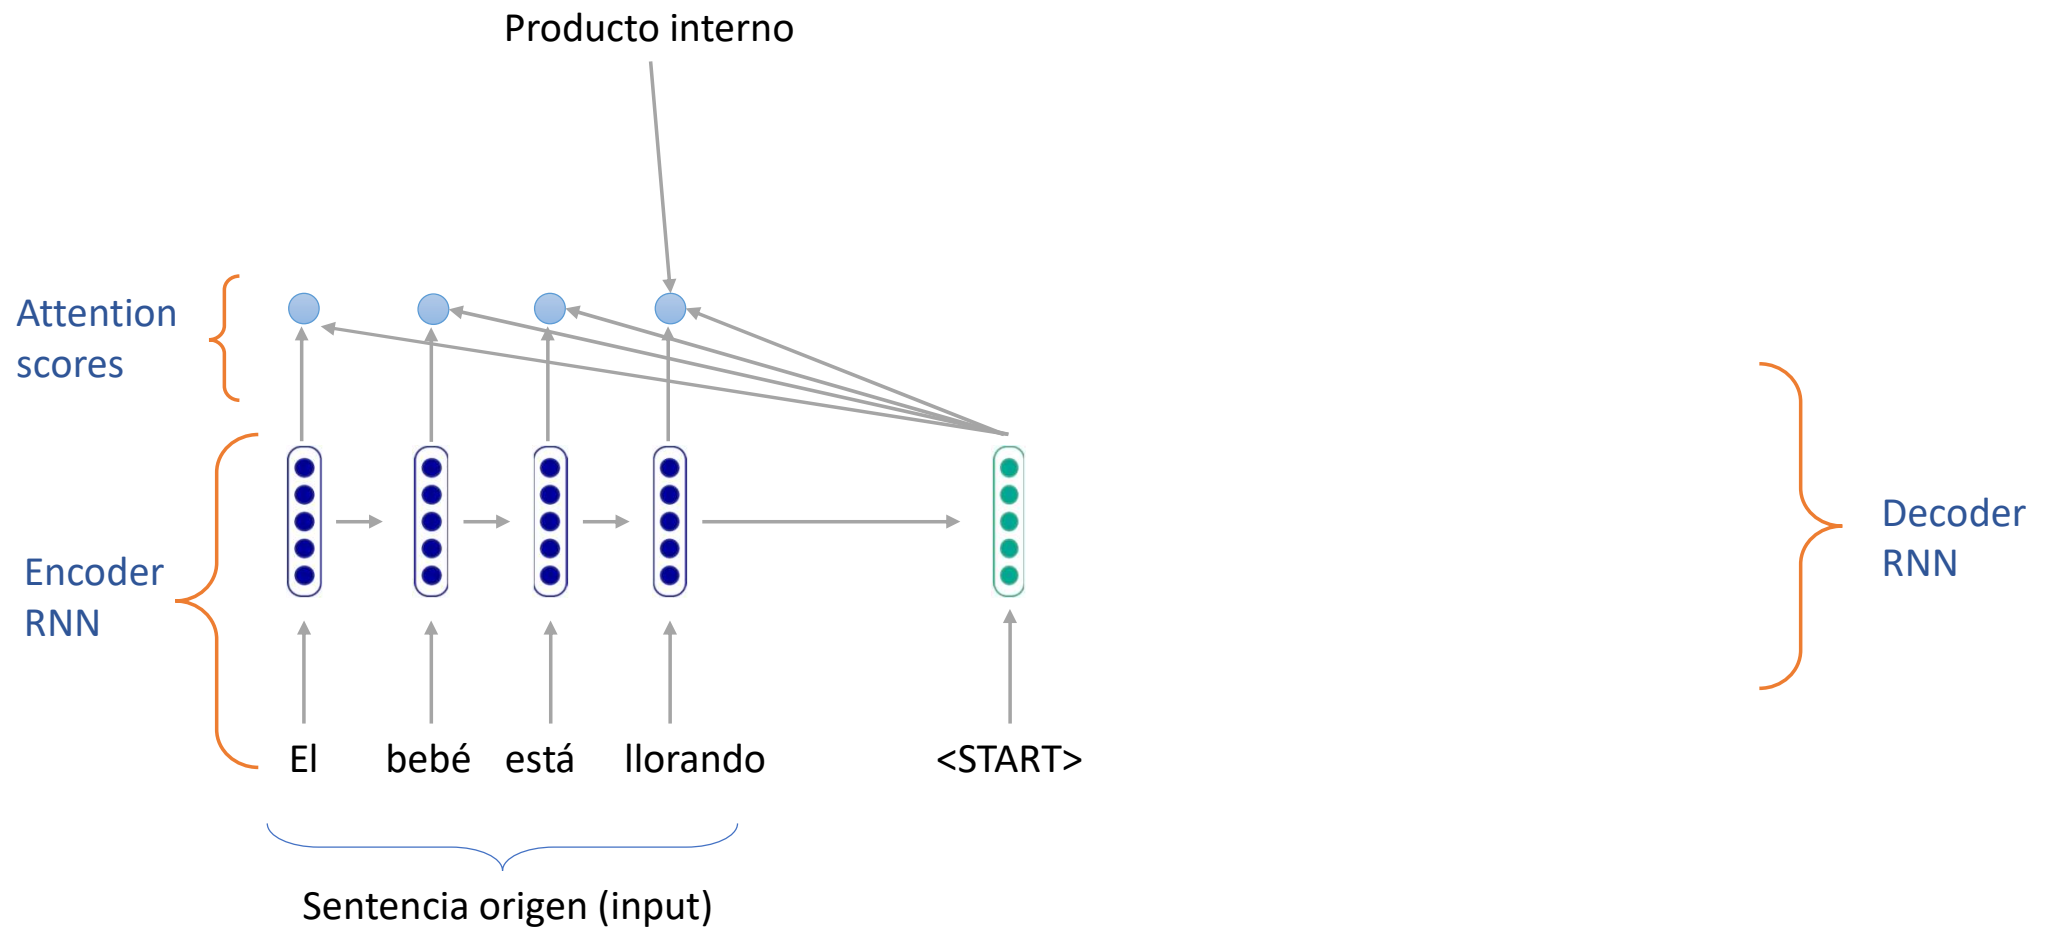 Producto interno
Attention
scores
Encoder
RNN
Decoder
RNN
El bebé está llorando <START>
Sentencia origen (input)